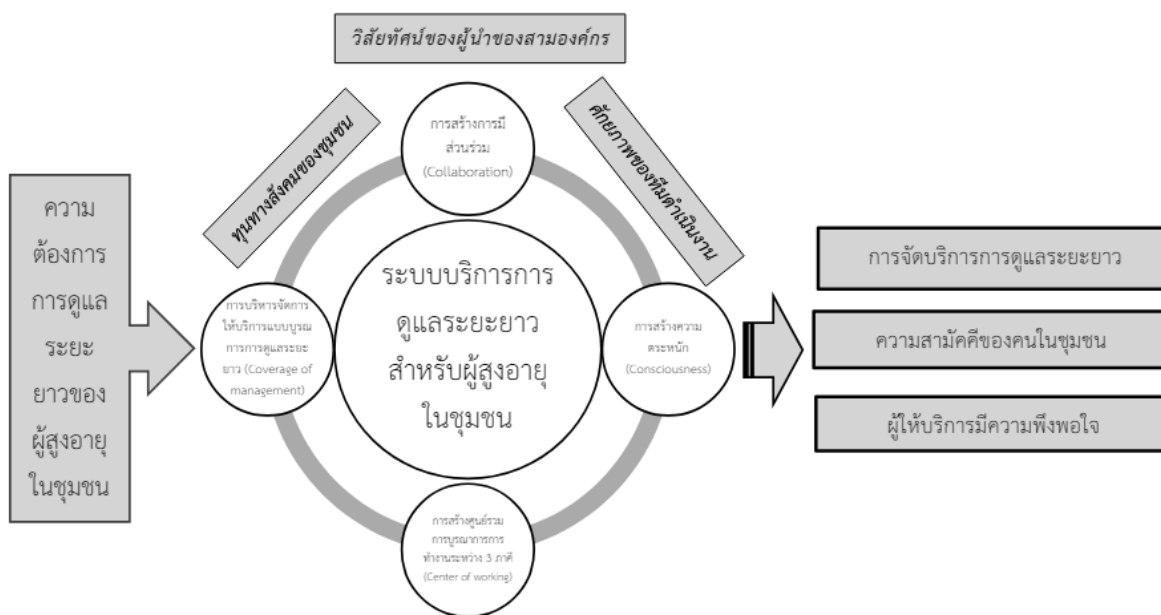 วิสัยทัศน์ของผู้นำของสามองค์กร
ทุนทางสังคมของชุมชน
ศักยภาพของทีมดำเนินงาน
การสร้างการมี
ส่วนร่วม
(Collaboration)
ความ
ต้องการ
การดูแล
ระยะ
ยาวของ
ผู้สูงอายุ
ในชุมชน
การบริหารจัดการ
ให้บริการแบบบูรณ
การการดูแลระยะ
ยาว (Coverage of
management)
ระบบบริการการ
ดูแลระยะยาว
สำหรับผู้สูงอายุ
ในชุมชน
การสร้างความ
ตระหนัก
(Consciousness)
การสร้างศูนย์รวม
การบูรณาการการ
ทำงานระหว่าง 3 ภาคี
(Center of working)
การจัดบริการการดูแลระยะยาว
ความสามัคคีของคนในชุมชน
ผู้ให้บริการมีความพึงพอใจ